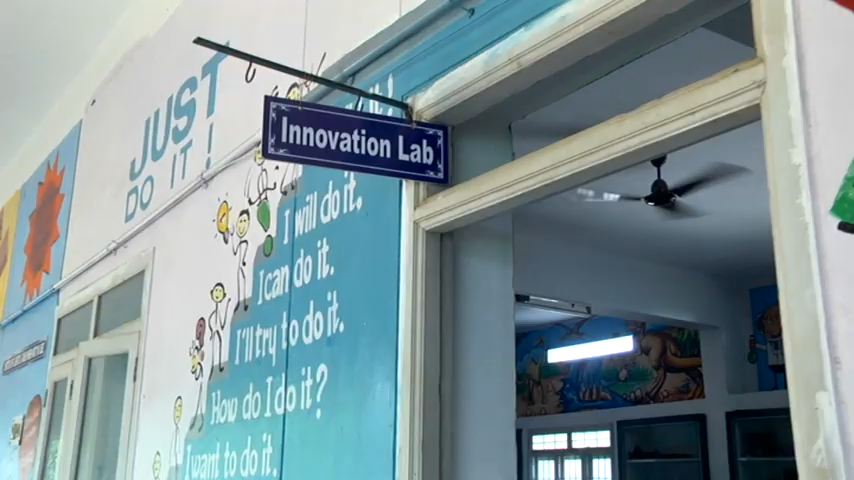 JUST
DO IT!
Innovation Lab
it!
I will do it.
I can do it.
I'll try to do it.
How do I do it?
I want to do it.